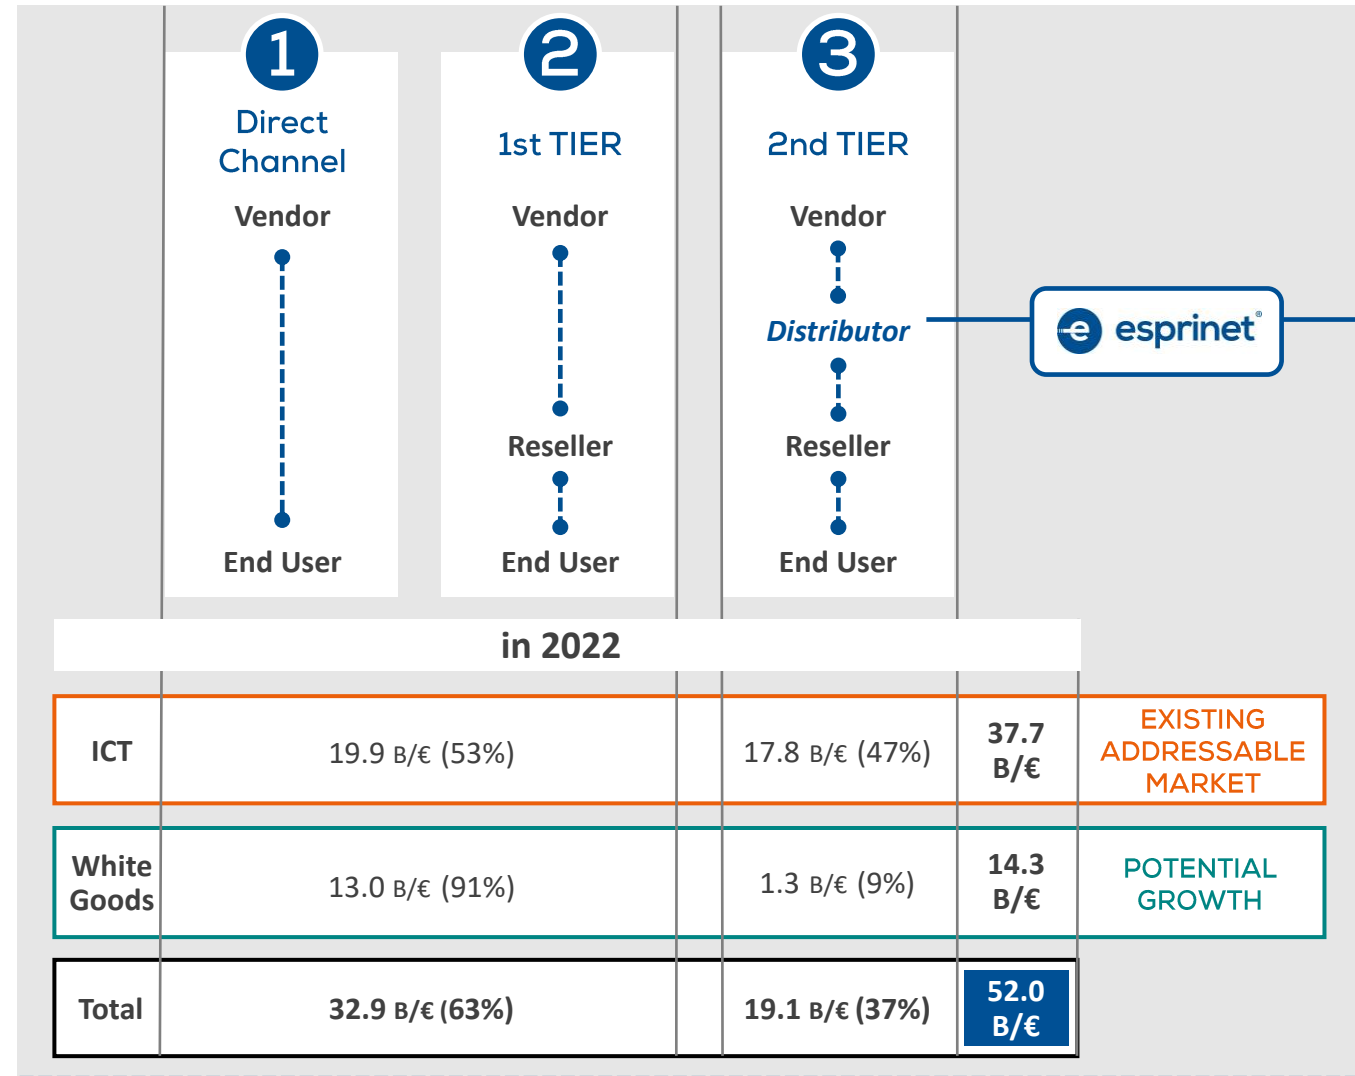 1
Direct
Channel
Vendor
End User
2
1st TIER
Vendor
Reseller
End User
3
2nd TIER
Vendor
Distributor
Reseller
End User
e esprinet®
in 2022
ICT
19.9 B/€ (53%)
17.8 B/€ (47%)
37.7
B/€
EXISTING
ADDRESSABLE
MARKET
White
Goods
13.0 B/€ (91%)
1.3 B/€ (9%)
14.3
B/€
POTENTIAL
GROWTH
Total
32.9 B/€ (63%)
19.1 B/€ (37%)
52.0
B/€